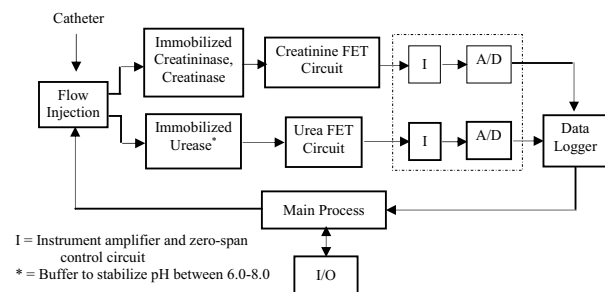 Catheter
Immobilized
Creatininase,
Creatinase
Creatinine FET
Circuit
I
A/D
Flow
Injection
Immobilized
Urease*
Urea FET
Circuit
I
A/D
Data
Logger
Main Process
I = Instrument amplifier and zero-span
control circuit
* = Buffer to stabilize pH between 6.0-8.0
I/O